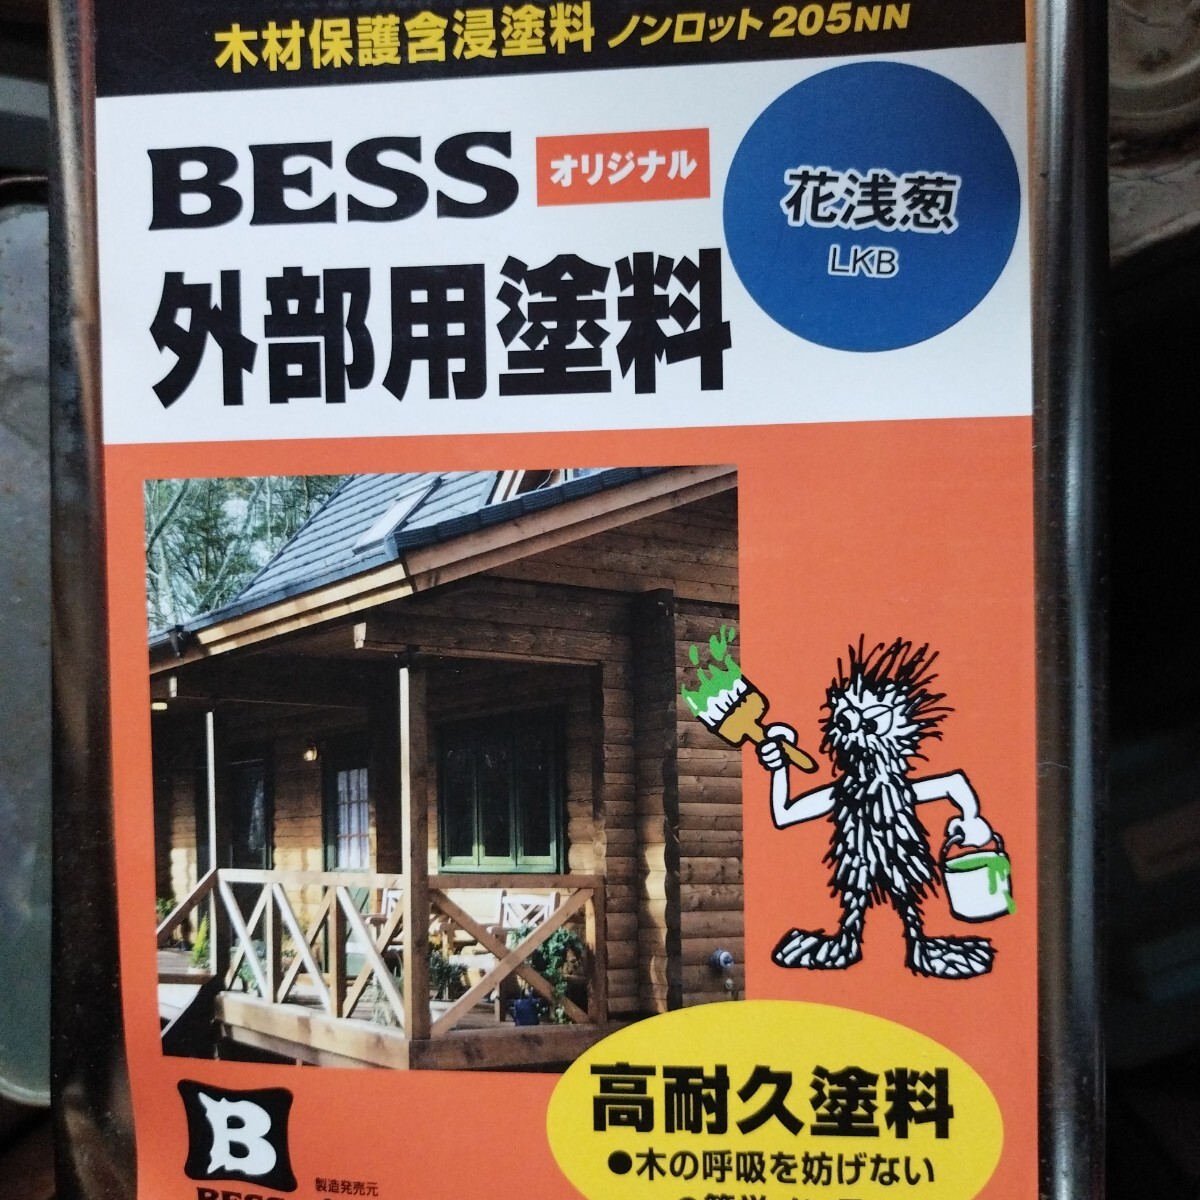 木材保護含浸塗料 ノンロット205NN
BESS オリジナル
花浅葱
LKB
外部用塗料
高耐久塗料
●木の呼吸を妨げない
B
BESS
製造発売元